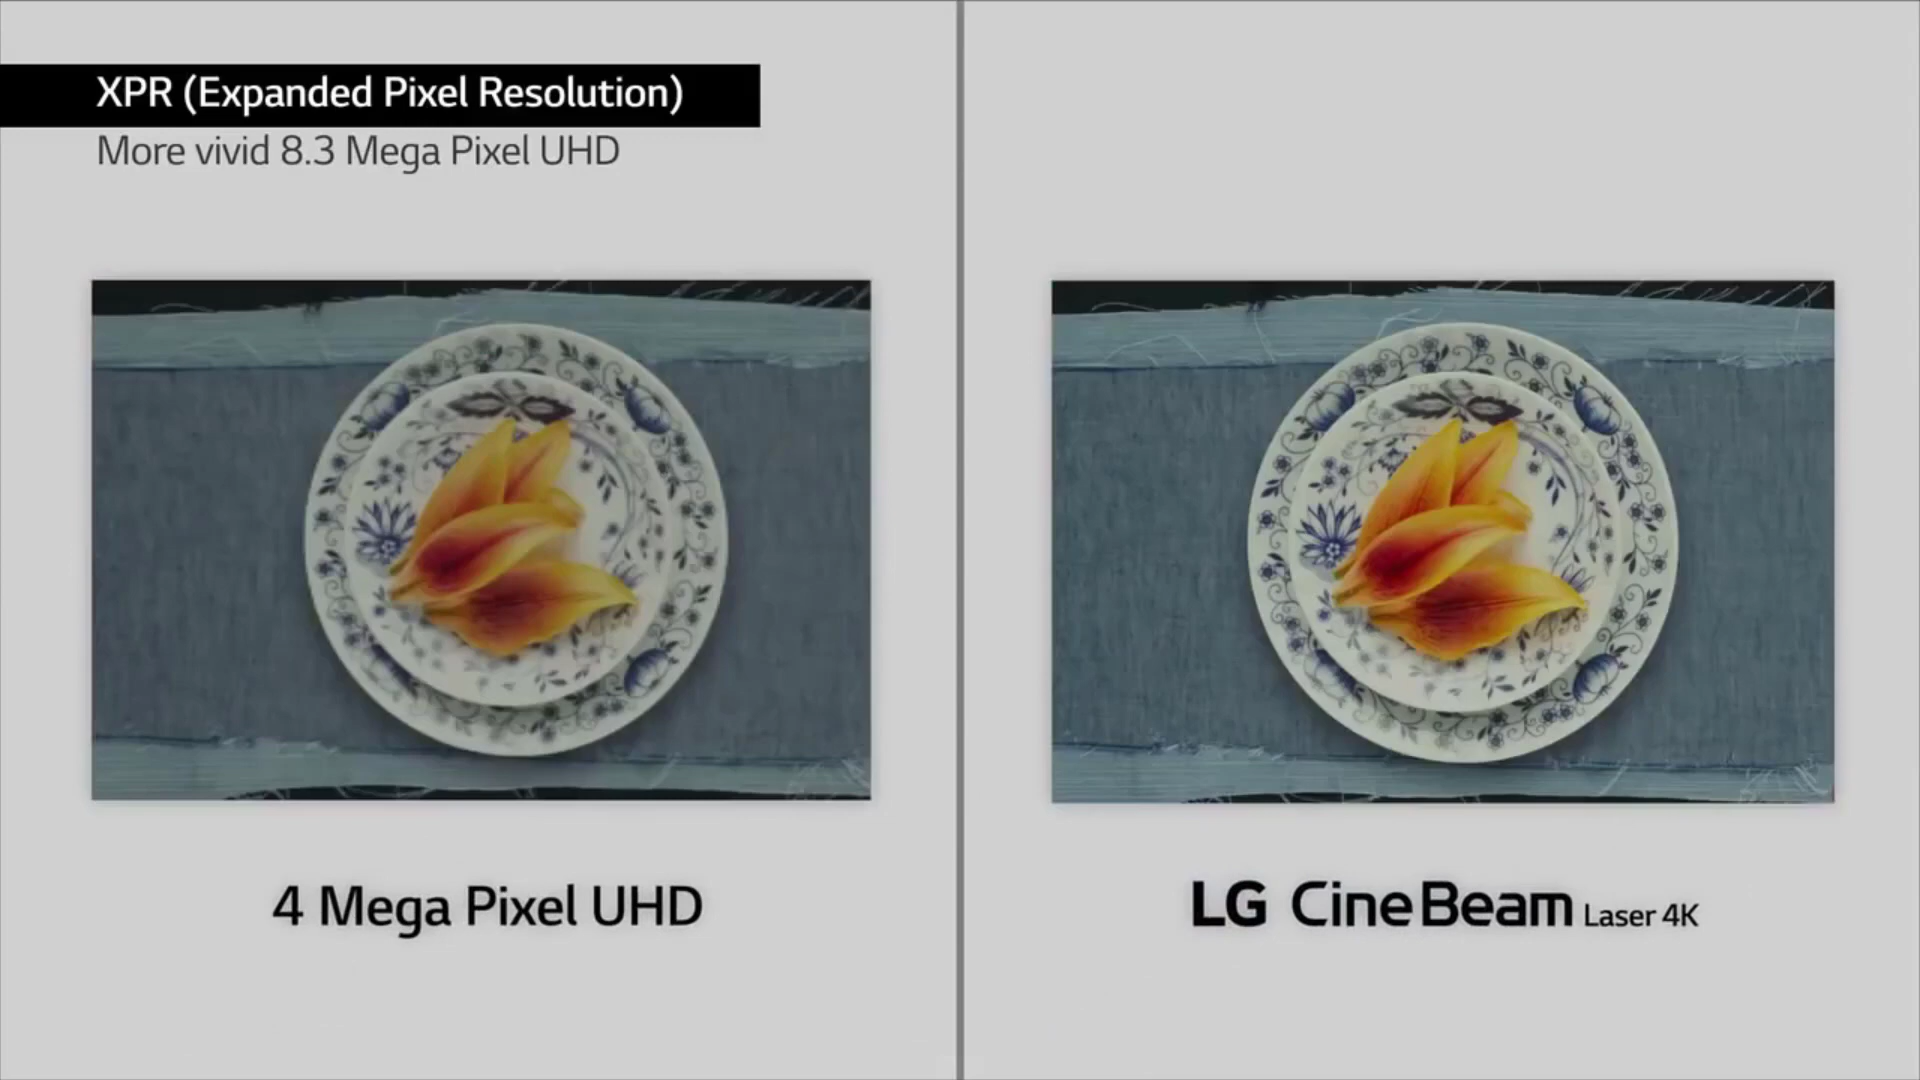 XPR (Expanded Pixel Resolution)
More vivid 8.3 Mega Pixel UHD
4 Mega Pixel UHD
LG CineBeam Laser 4K